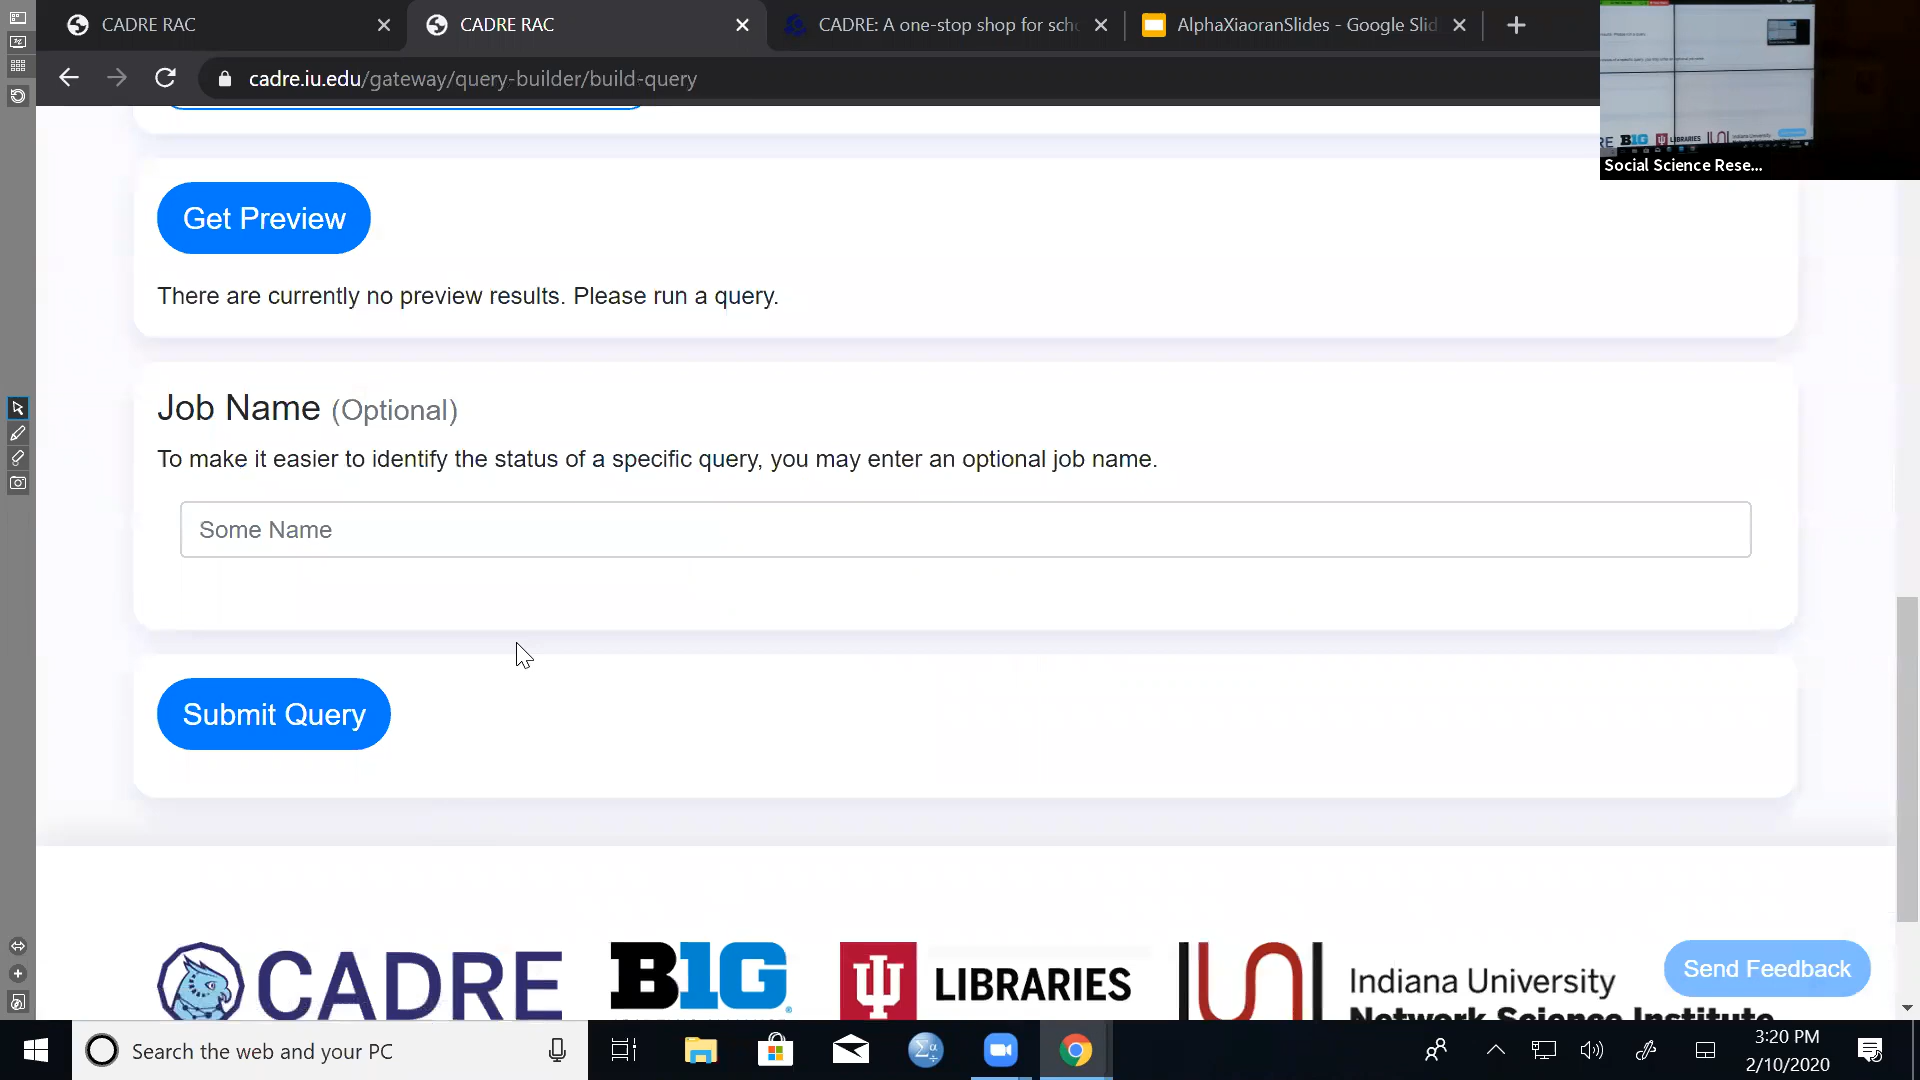 CADRE RAC
CADRE RAC
CADRE: A one-stop shop for sch
AlphaXiaoranSlides - Google Slid
cadre.iu.edu/gateway/query-builder/build-query
Social Science Rese...
Get Preview
There are currently no preview results. Please run a query.
Job Name (Optional)
To make it easier to identify the status of a specific query, you may enter an optional job name.
Some Name
Submit Query
CADRE
B1G
LIBRARIES
Indiana University
Network Science Institute
Send Feedback
Search the web and your PC
3:20 PM
2/10/2020